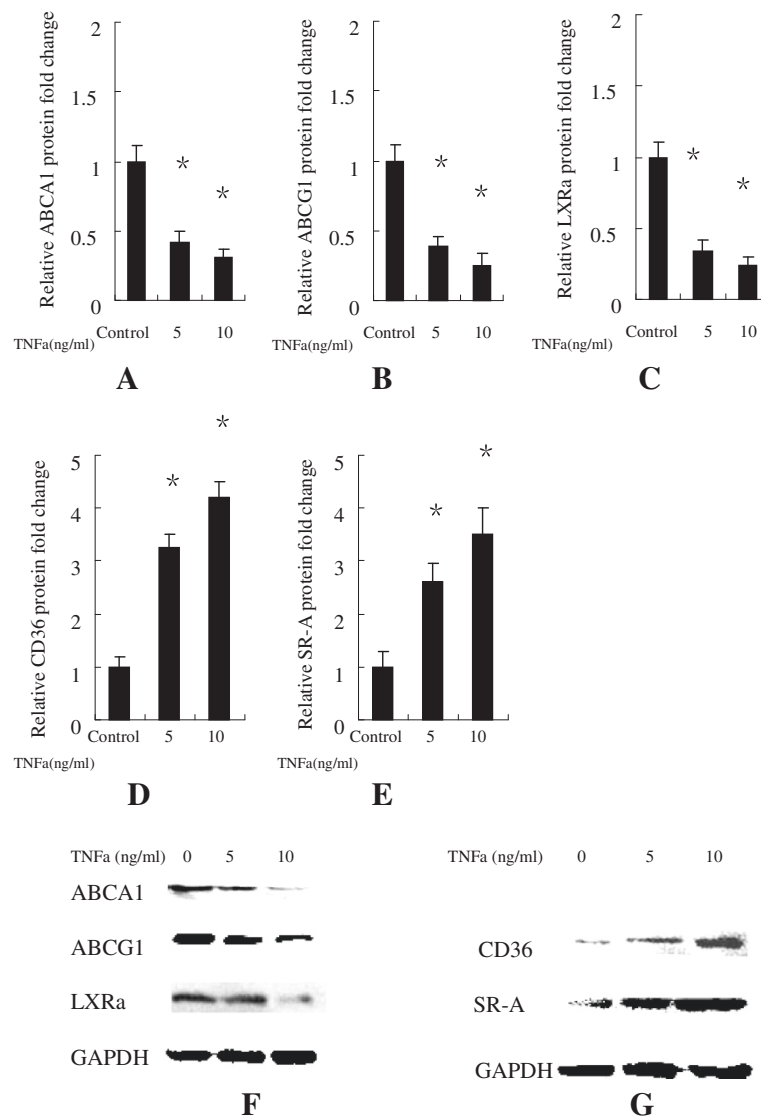 Relative ABCA1 protein fold change
2
1.5
1
0.5
0
*
*
Control 5 10
TNFa(ng/ml)
A
Relative ABCG1 protein fold change
2
1.5
1
0.5
0
*
*
Control 5 10
TNFa(ng/ml)
B
Relative LXRa protein fold change
2
1.5
1
0.5
0
*
*
Control 5 10
TNFa(ng/ml)
C
Relative CD36 protein fold change
5
4
3
2
1
0
*
*
Control 5 10
TNFa(ng/ml)
D
Relative SR-A protein fold change
5
4
3
2
1
0
*
*
Control 5 10
TNFa(ng/ml)
E
TNFa (ng/ml) 0 5 10
ABCA1
ABCG1
LXRa
GAPDH
F
TNFa (ng/ml) 0 5 10
CD36
SR-A
GAPDH
G